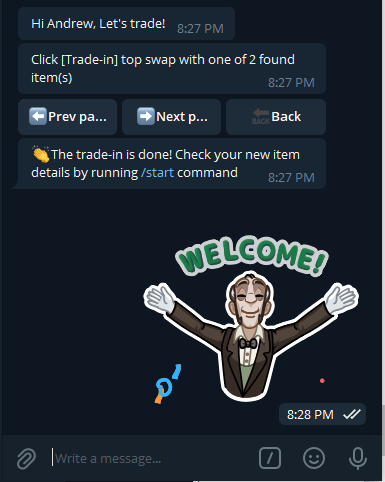 Hi Andrew, Let's trade!
8:27 PM
Click [Trade-in] top swap with one of 2 found
item(s)
8:27 PM
Prev pa...
Next p...
BACK
Back
The trade-in is done! Check your new item
details by running /start command
8:27 PM
WELCOME!
8:28 PM
/
Write a message...